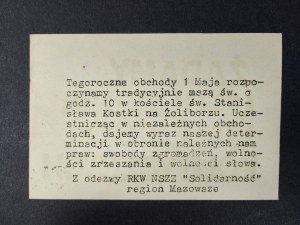 Tegoroczne obchody 1 Maja rozpo-
czynamy tradycyjnie mszą św. o
godz. 10 w kościele św. Stani-
sława Kostki na Żoliborzu. Ucze-
stnicząc w niezależnych obcho-
dach, dajemy wyraz naszej deter-
minacji w obronie należnych nam
praw: swobody zgromadzeń, wolno-
ści zrzeszania i wolności słowa.
Z odezwy RKW NSZZ "Solidarność"
region Mazowsze